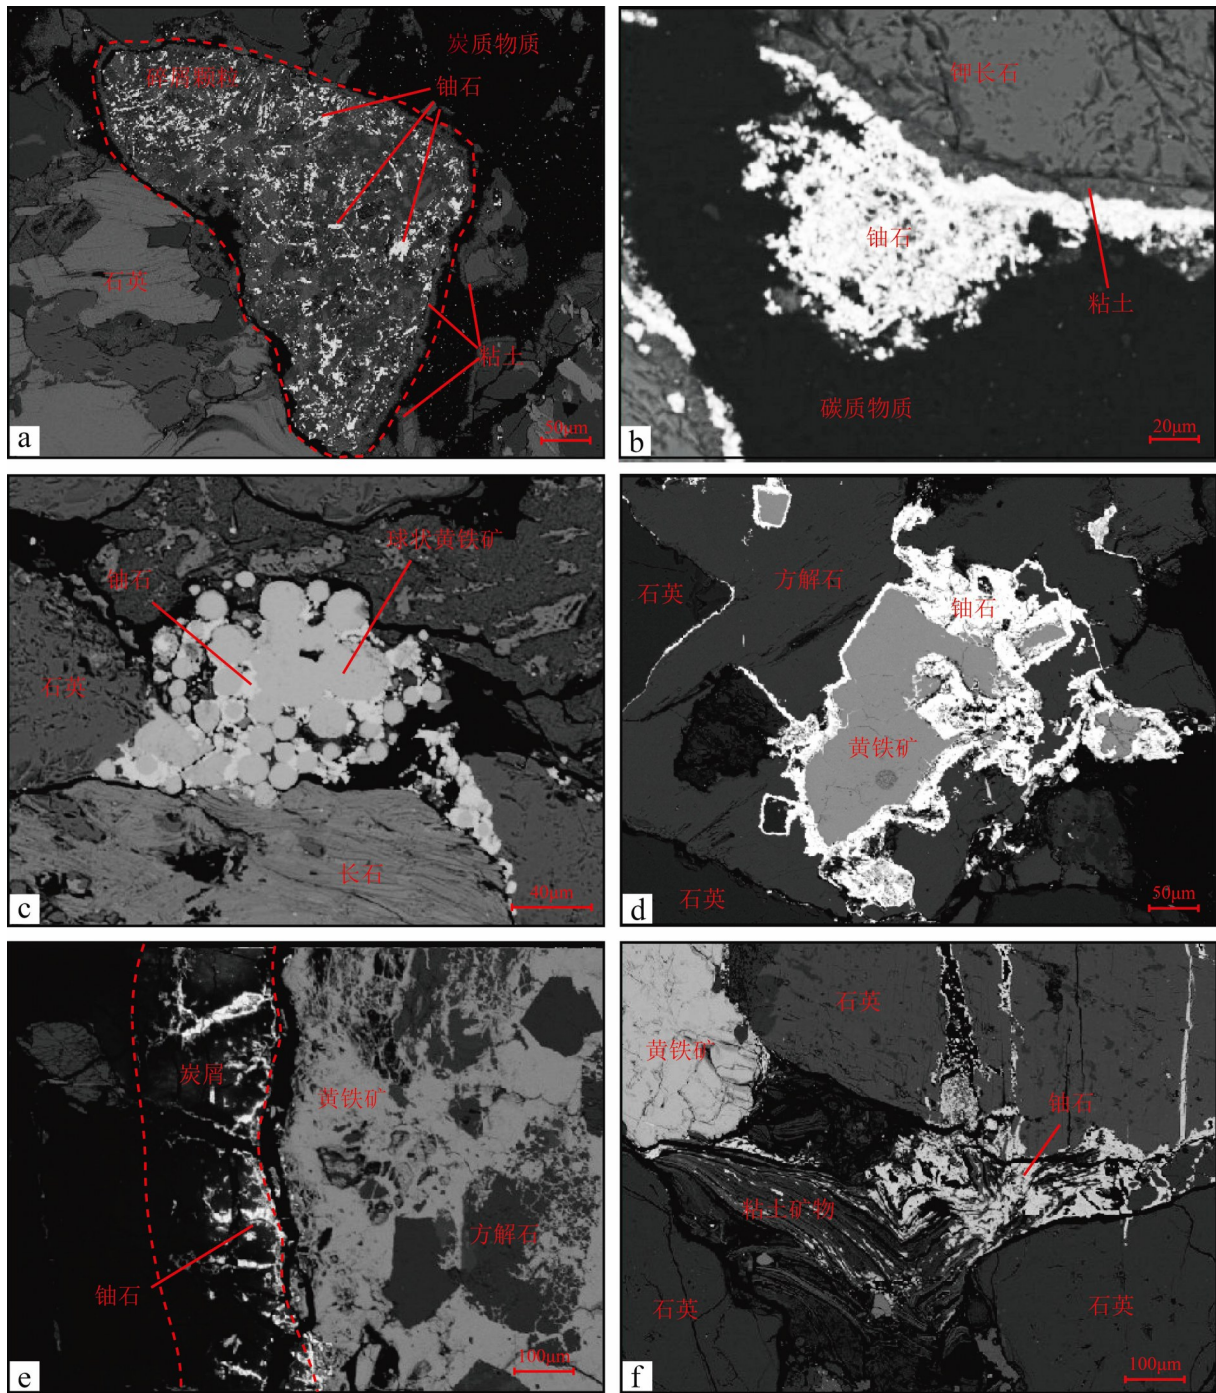 碎屑颗粒
炭质物质
铀石
石英
粘土
a
50μm
钾长石
铀石
粘土
碳质物质
b
20μm
球状黄铁矿
铀石
石英
长石
c
40μm
石英
方解石
铀石
黄铁矿
石英
d
50μm
炭屑
黄铁矿
方解石
铀石
e
100μm
石英
黄铁矿
铀石
粘土矿物
石英
石英
f
100μm